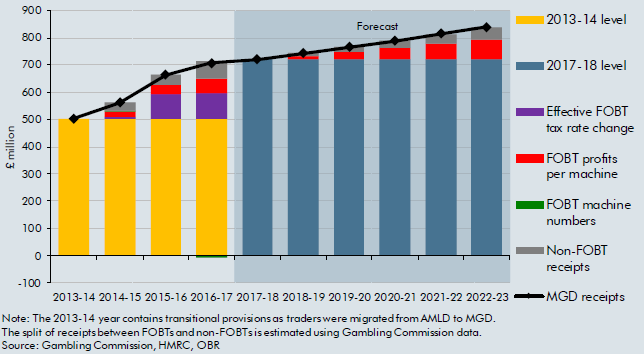 900
800
700
600
500
400
300
200
100
0
-100
£ million
Forecast
2013-14 2014-15 2015-16 2016-17 2017-18 2018-19 2019-20 2020-21 2021-22 2022-23
2013-14 level
2017-18 level
Effective FOBT
tax rate change
FOBT profits
per machine
FOBT machine
numbers
Non-FOBT
receipts
MGD receipts
Note: The 2013-14 year contains transitional provisions as traders were migrated from AMLD to MGD.
The split of receipts between FOBTs and non-FOBTs is estimated using Gambling Commission data.
Source: Gambling Commission, HMRC, OBR